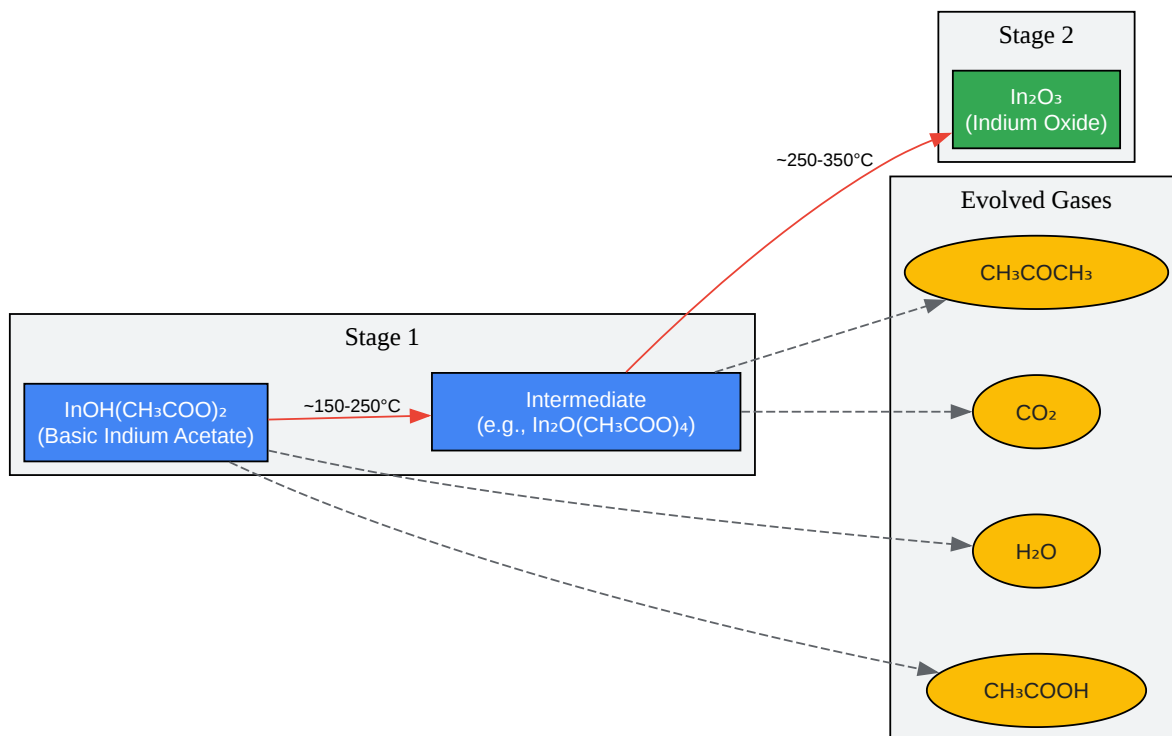 Stage 2
In₂O₃
(Indium Oxide)
~250-350°C
Evolved Gases
CH₃COCH₃
Stage 1
InOH(CH₃COO)₂
(Basic Indium Acetate)
~150-250°C
Intermediate
(e.g., In₂O(CH₃COO)₄)
CO₂
H₂O
CH₃COOH